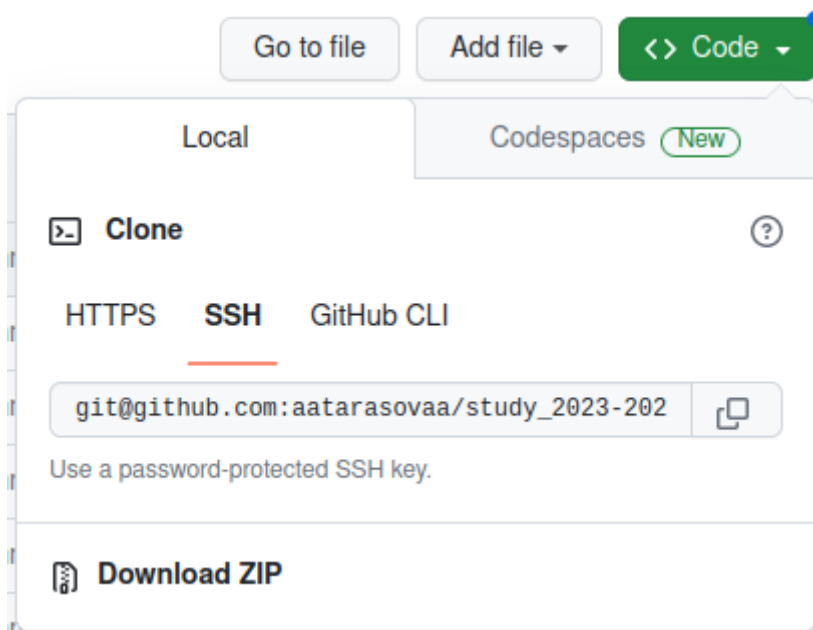 Go to file Add file <> Code
Local Codespaces New
Clone
HTTPS SSH GitHub CLI
git@github.com:aatarasovaa/study_2023-202
Use a password-protected SSH key.
Download ZIP